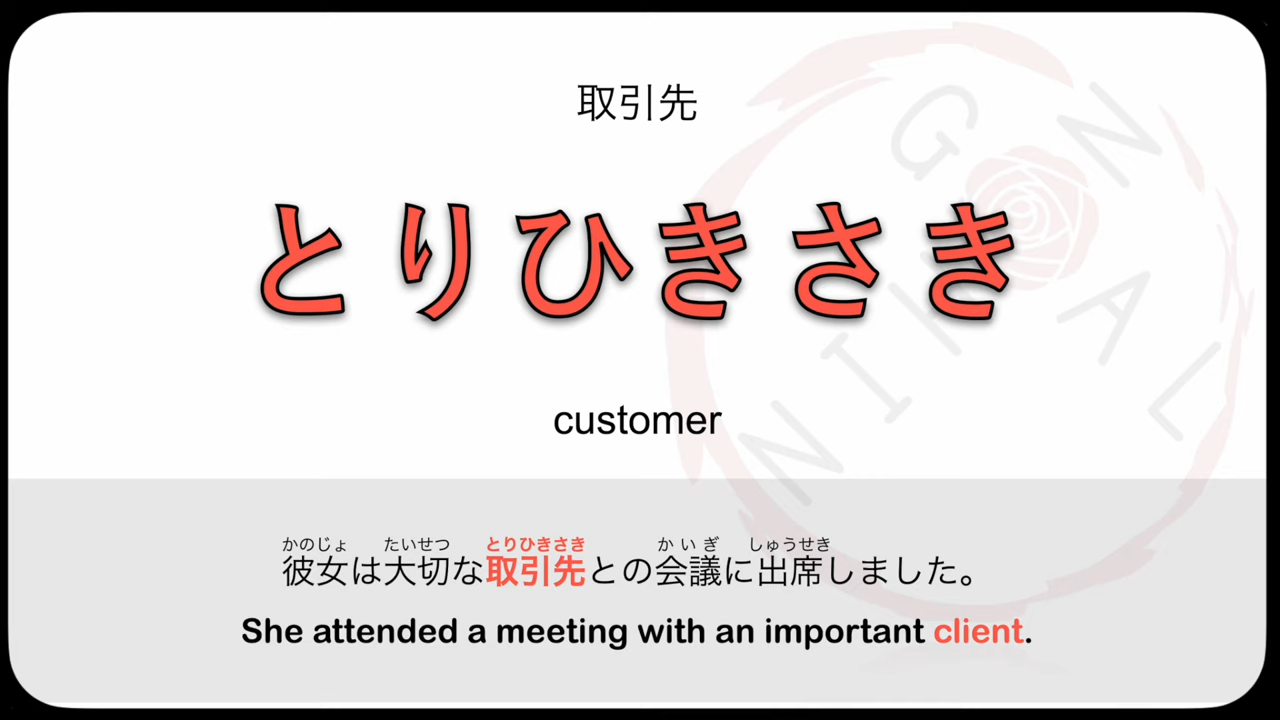 取引先
とりひきさき
customer
かのじょ たいせつ とりひきさき かいぎ しゅうせき
彼女は大切な取引先との会議に出席しました。
She attended a meeting with an important client.
NIHON
GAL